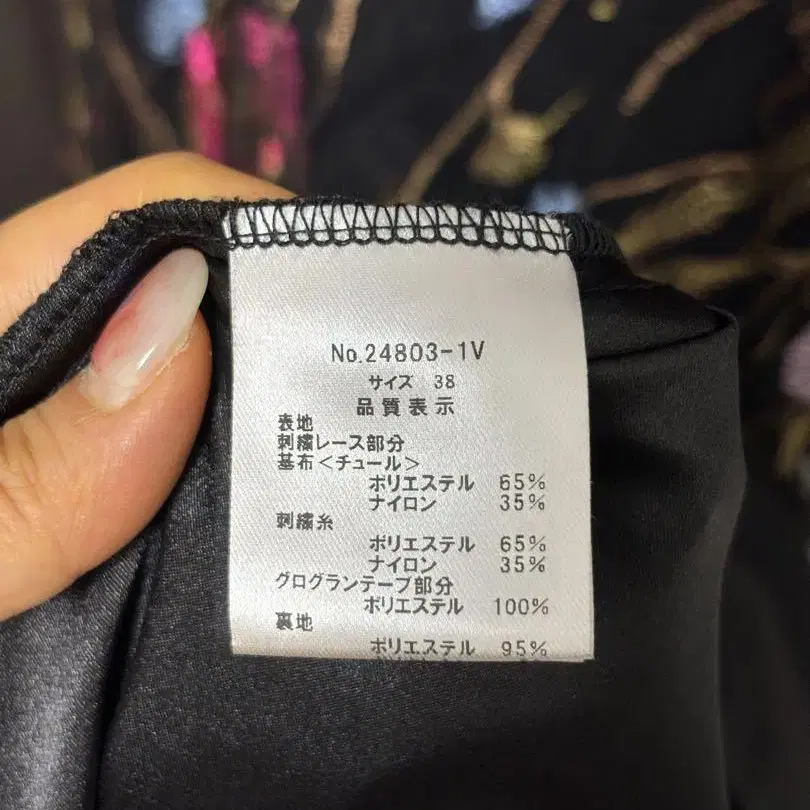 No.24803-1V
サイズ 38
品質表示
表地
刺繍レース部分
基布<チュール>
ポリエステル 65%
ナイロン 35%
刺繍糸
ポリエステル 65%
ナイロン 35%
グログランテープ部分
ポリエステル 100%
裏地
ポリエステル 95%